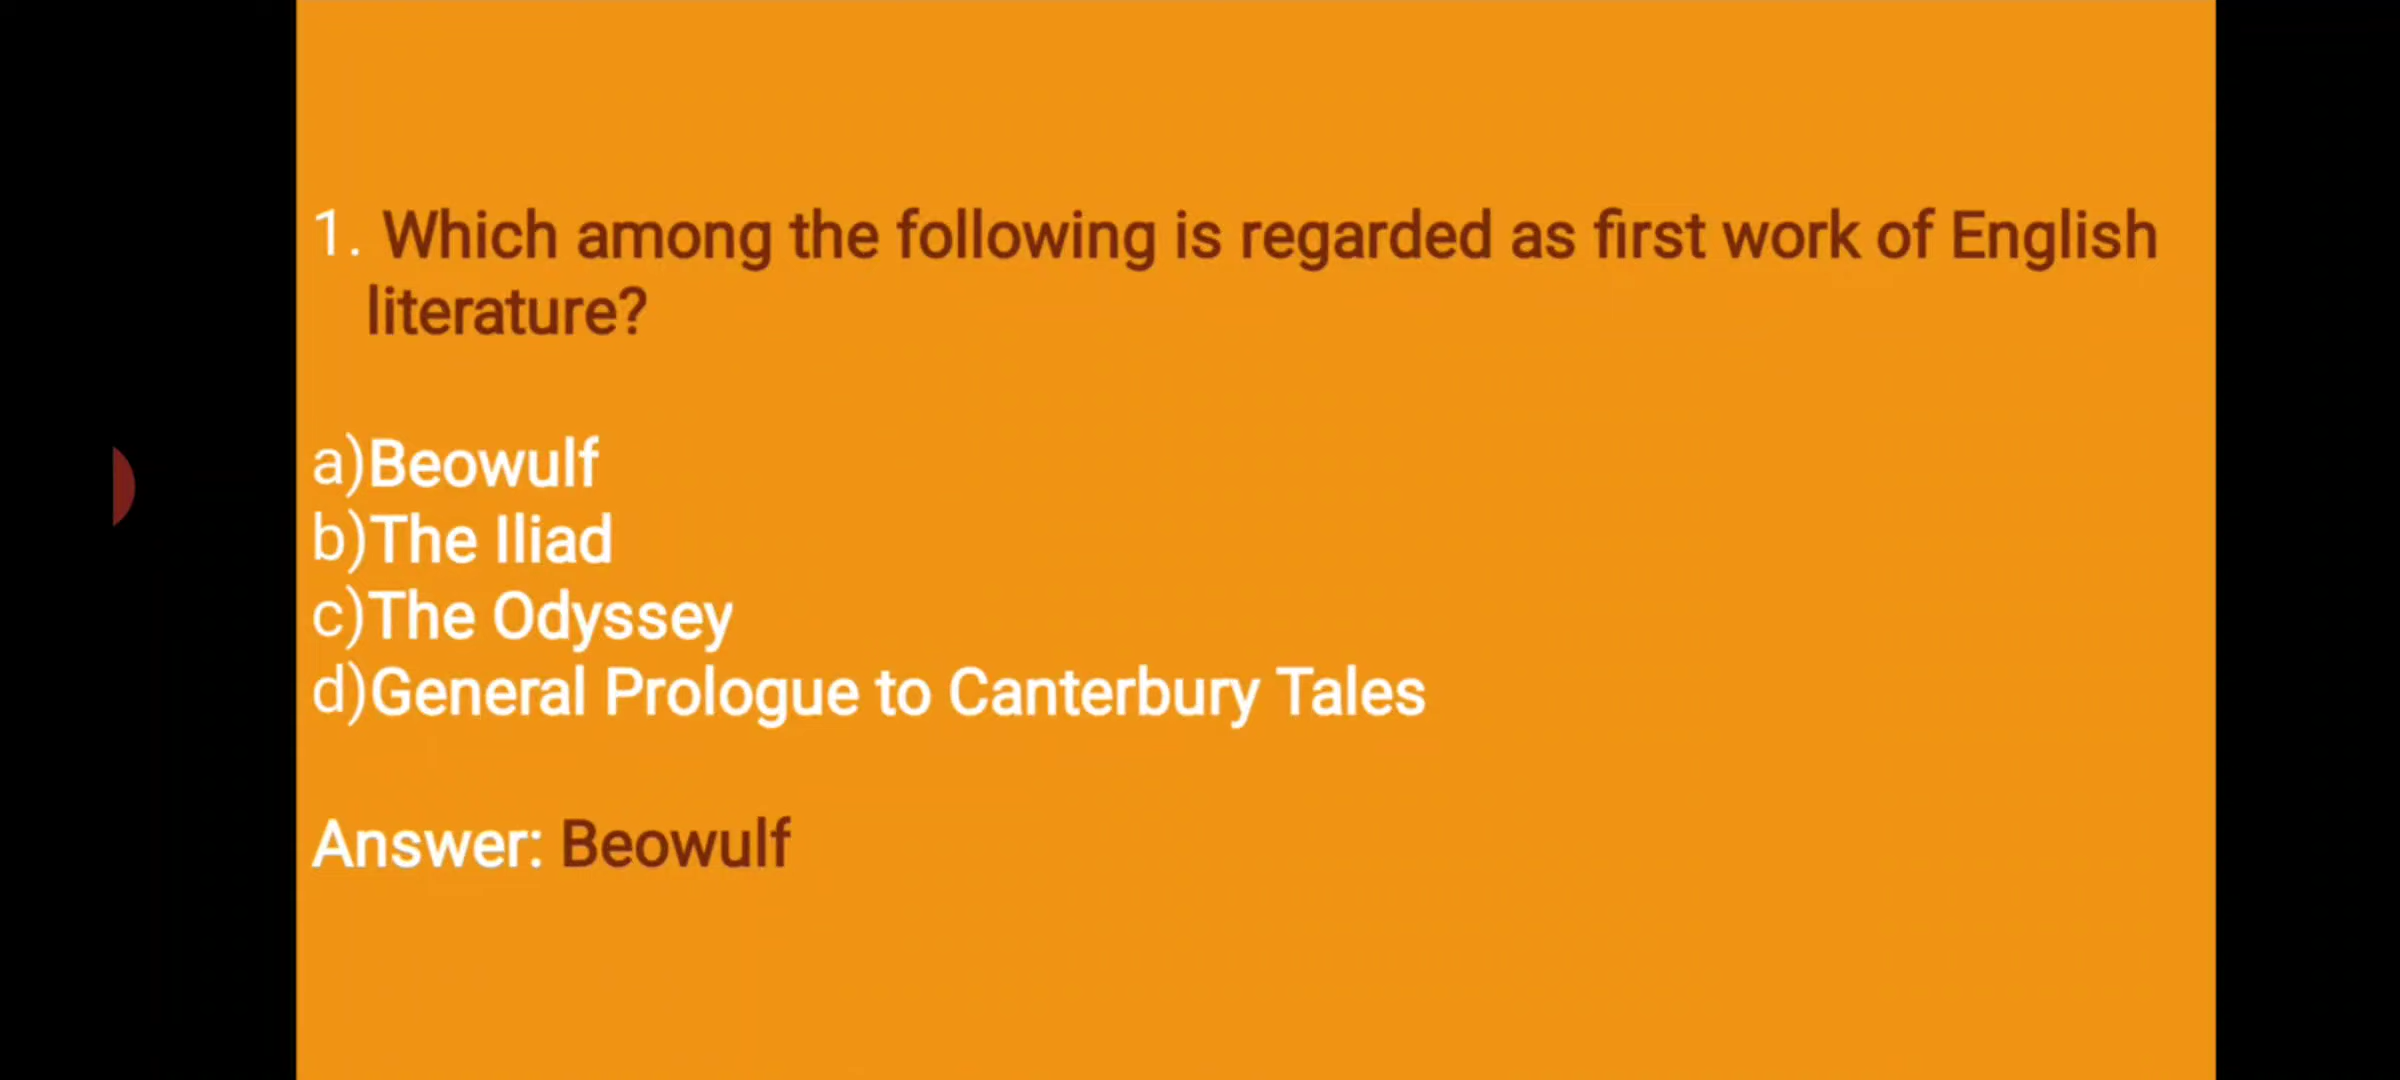 1. Which among the following is regarded as first work of English
literature?
a)Beowulf
b)The Iliad
c)The Odyssey
d)General Prologue to Canterbury Tales
Answer: Beowulf